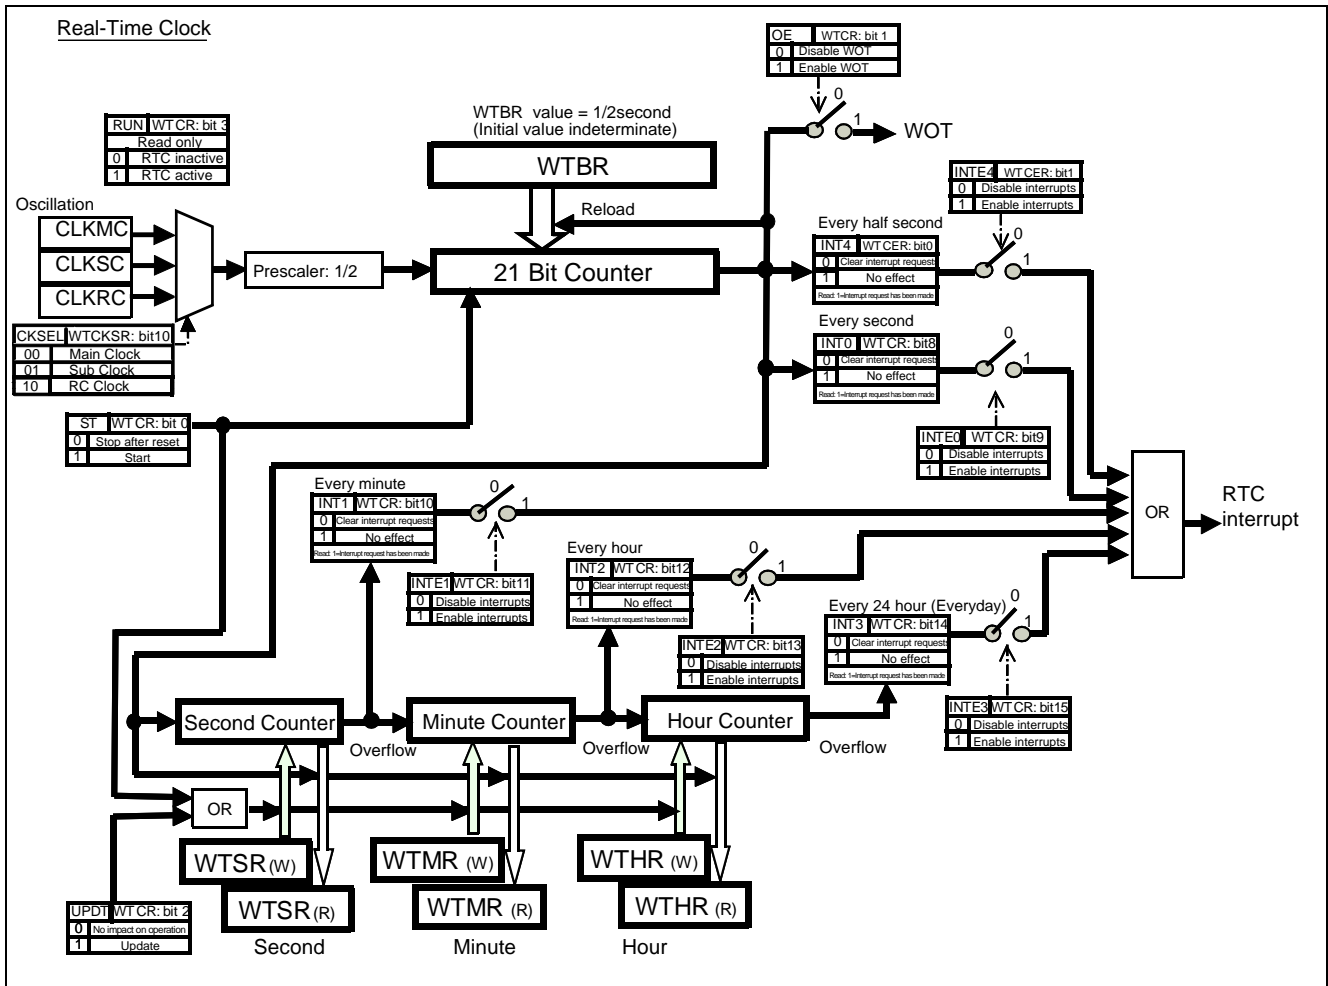 Real-Time Clock
OE WTCR: bit 1
0 Disable WOT
1 Enable WOT
0
1
WOT
WTBR value = 1/2second
(Initial value indeterminate)
WTBR
Reload
RUN WTCR: bit 3
Read only
0 RTC inactive
1 RTC active
Oscillation
CLKMC
CLKSC
CLKRC
Prescaler: 1/2
21 Bit Counter
INTE4 WTCER: bit1
0 Disable interrupts
1 Enable interrupts
Every half second
INT4 WTCER: bit0
0 Clear interrupt requests
1 No effect
Read: 1=Interrupt request has been made
0
1
Every second
INT0 WTCR: bit8
0 Clear interrupt requests
1 No effect
Read: 1=Interrupt request has been made
0
1
INTE0 WTCR: bit9
0 Disable interrupts
1 Enable interrupts
CKSEL WTCKSR: bit10
00 Main Clock
01 Sub Clock
10 RC Clock
ST WTCR: bit 0
0 Stop after reset
1 Start
Every minute
INT1 WTCR: bit10
0 Clear interrupt requests
1 No effect
Read: 1=Interrupt request has been made
0
1
INTE1 WTCR: bit11
0 Disable interrupts
1 Enable interrupts
Every hour
INT2 WTCR: bit12
0 Clear interrupt requests
1 No effect
Read: 1=Interrupt request has been made
0
1
INTE2 WTCR: bit13
0 Disable interrupts
1 Enable interrupts
Every 24 hour (Everyday)
INT3 WTCR: bit14
0 Clear interrupt requests
1 No effect
Read: 1=Interrupt request has been made
0
1
INTE3 WTCR: bit15
0 Disable interrupts
1 Enable interrupts
OR
RTC
interrupt
Second Counter
Overflow
Minute Counter
Overflow
Hour Counter
Overflow
OR
WTSR (W)
WTMR (W)
WTHR (W)
WTSR (R)
WTMR (R)
WTHR (R)
Second
Minute
Hour
UPDT WTCR: bit 2
0 No impact on operation
1 Update